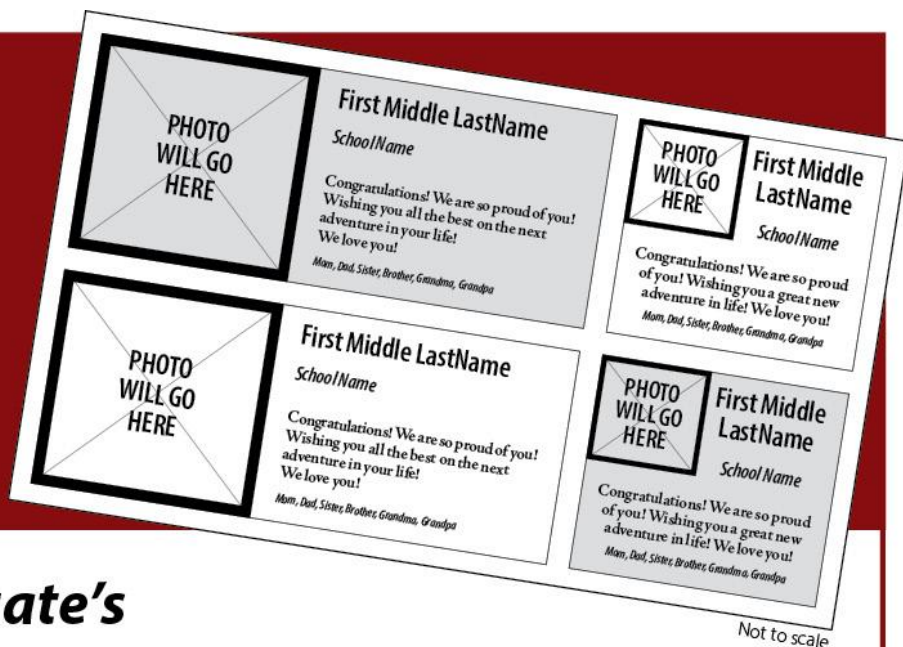 PHOTO
WILL GO
HERE
First Middle LastName
SchoolName
Congratulations! We are so proud of you!
Wishing you all the best on the next
adventure in your life!
We love you!
Mom, Dad, Sister, Brother, Grandma, Grandpa
PHOTO
WILL GO
HERE
First Middle
LastName
SchoolName
Congratulations! We are so proud
of you! Wishing you a great new
adventure in life! We love you!
Mom, Dad, Sister, Brother, Grandma, Grandpa
PHOTO
WILL GO
HERE
First Middle LastName
SchoolName
Congratulations! We are so proud of you!
Wishing you all the best on the next
adventure in your life!
We love you!
Mom, Dad, Sister, Brother, Grandma, Grandpa
PHOTO
WILL GO
HERE
First Middle
LastName
SchoolName
Congratulations! We are so proud
of you! Wishing you a great new
adventure in life! We love you!
Mom, Dad, Sister, Brother, Grandma, Grandpa
Not to scale